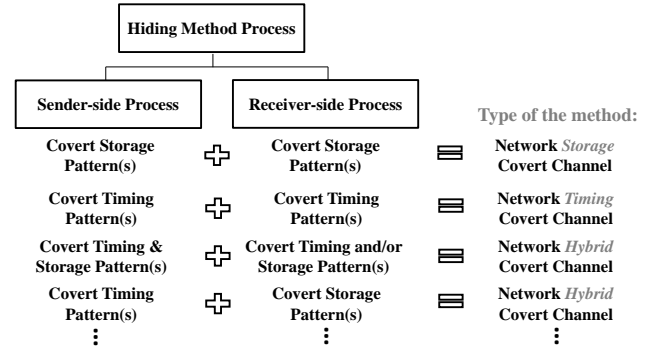 Hiding Method Process
Sender-side Process Receiver-side Process
Type of the method:
Covert Storage Covert Storage Network Storage
Pattern(s) Pattern(s) Covert Channel
Covert Timing Covert Timing Network Timing
Pattern(s) Pattern(s) Covert Channel
Covert Timing & Covert Timing and/or Network Hybrid
Storage Pattern(s) Storage Pattern(s) Covert Channel
Covert Timing Covert Storage Network Hybrid
Pattern(s) Pattern(s) Covert Channel